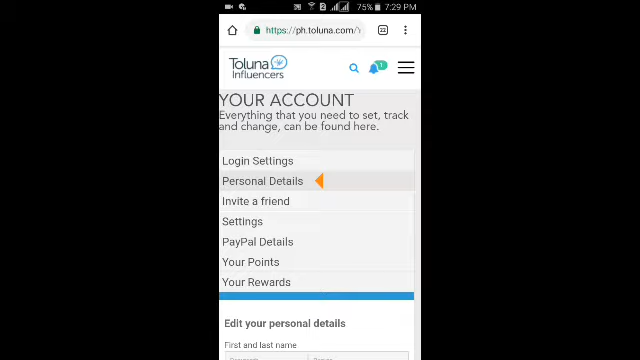 75% 7:29 PM
https://ph.toluna.com/
22
Toluna
Influencers
1
YOUR ACCOUNT
Everything that you need to set, track
and change, can be found here.
Login Settings
Personal Details
Invite a friend
Settings
PayPal Details
Your Points
Your Rewards
Edit your personal details
First and last name